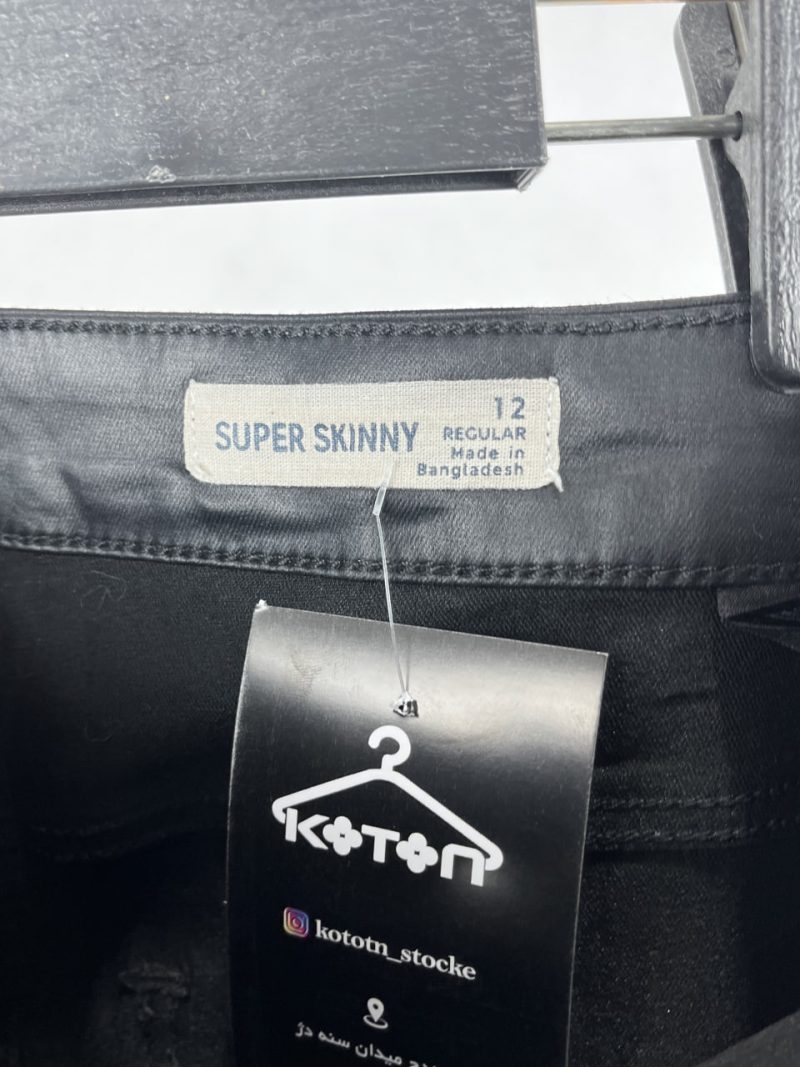 SUPER SKINNY
12
REGULAR
Made in
Bangladesh
KOTON
kototn_stocke
میدان سنه دژ